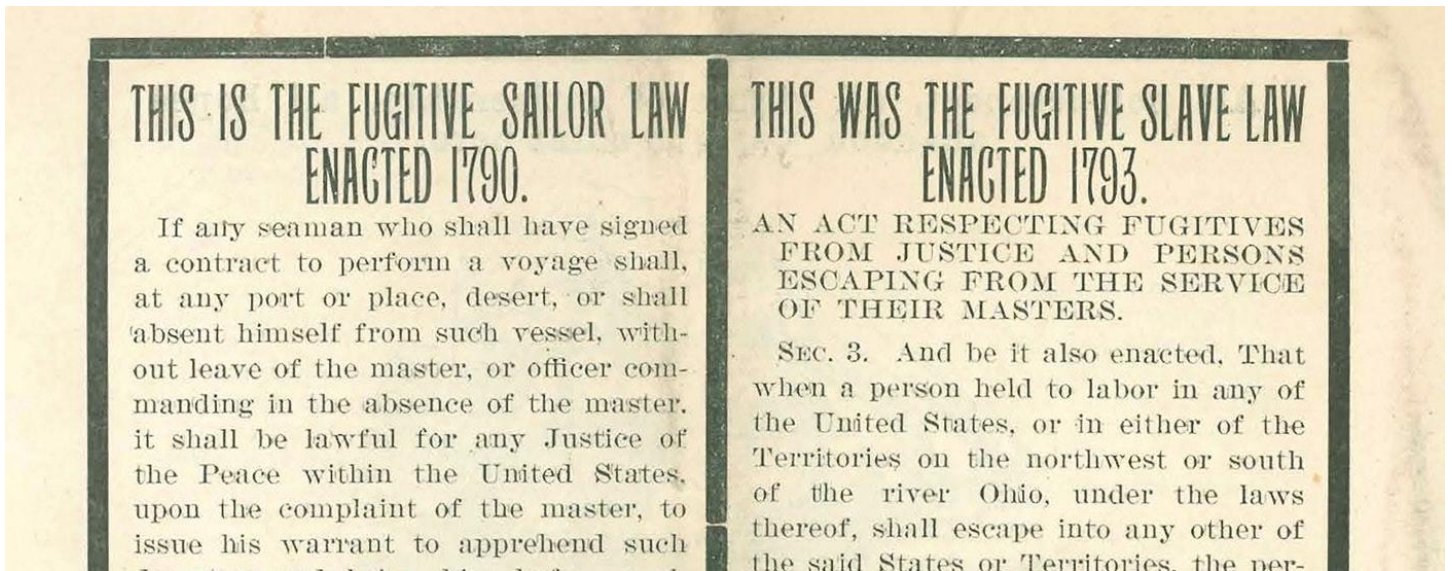 THIS IS THE FUGITIVE SAILOR LAW
ENACTED 1790.
If any seaman who shall have signed
a contract to perform a voyage shall,
at any port or place, desert, or shall
absent himself from such vessel, with-
out leave of the master, or officer com-
manding in the absence of the master,
it shall be lawful for any Justice of
the Peace within the United States,
upon the complaint of the master, to
issue his warrant to apprehend such
THIS WAS THE FUGITIVE SLAVE LAW
ENACTED 1793.
AN ACT RESPECTING FUGITIVES
FROM JUSTICE AND PERSONS
ESCAPING FROM THE SERVICE
OF THEIR MASTERS.
SEC. 3. And be it also enacted, That
when a person held to labor in any of
the United States, or in either of the
Territories on the northwest or south
of the river Ohio, under the laws
thereof, shall escape into any other of
the said States or Territories, the per-